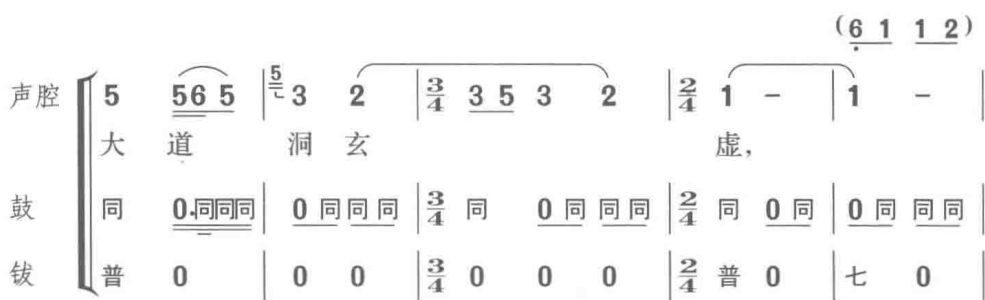 (6 1 1 2)
声腔 5 56 5 | 5 3 2 | 3/4 3 5 3 2 | 2/4 1 - | 1 - |
大 道 洞 玄 虚,
鼓 同 0.同同同 | 0 同 同 同 | 3/4 同 0 同 同 同 | 2/4 同 0 同 | 0 同 同 同 |
钹 普 0 | 0 0 | 3/4 0 0 0 | 2/4 普 0 | 七 0 |